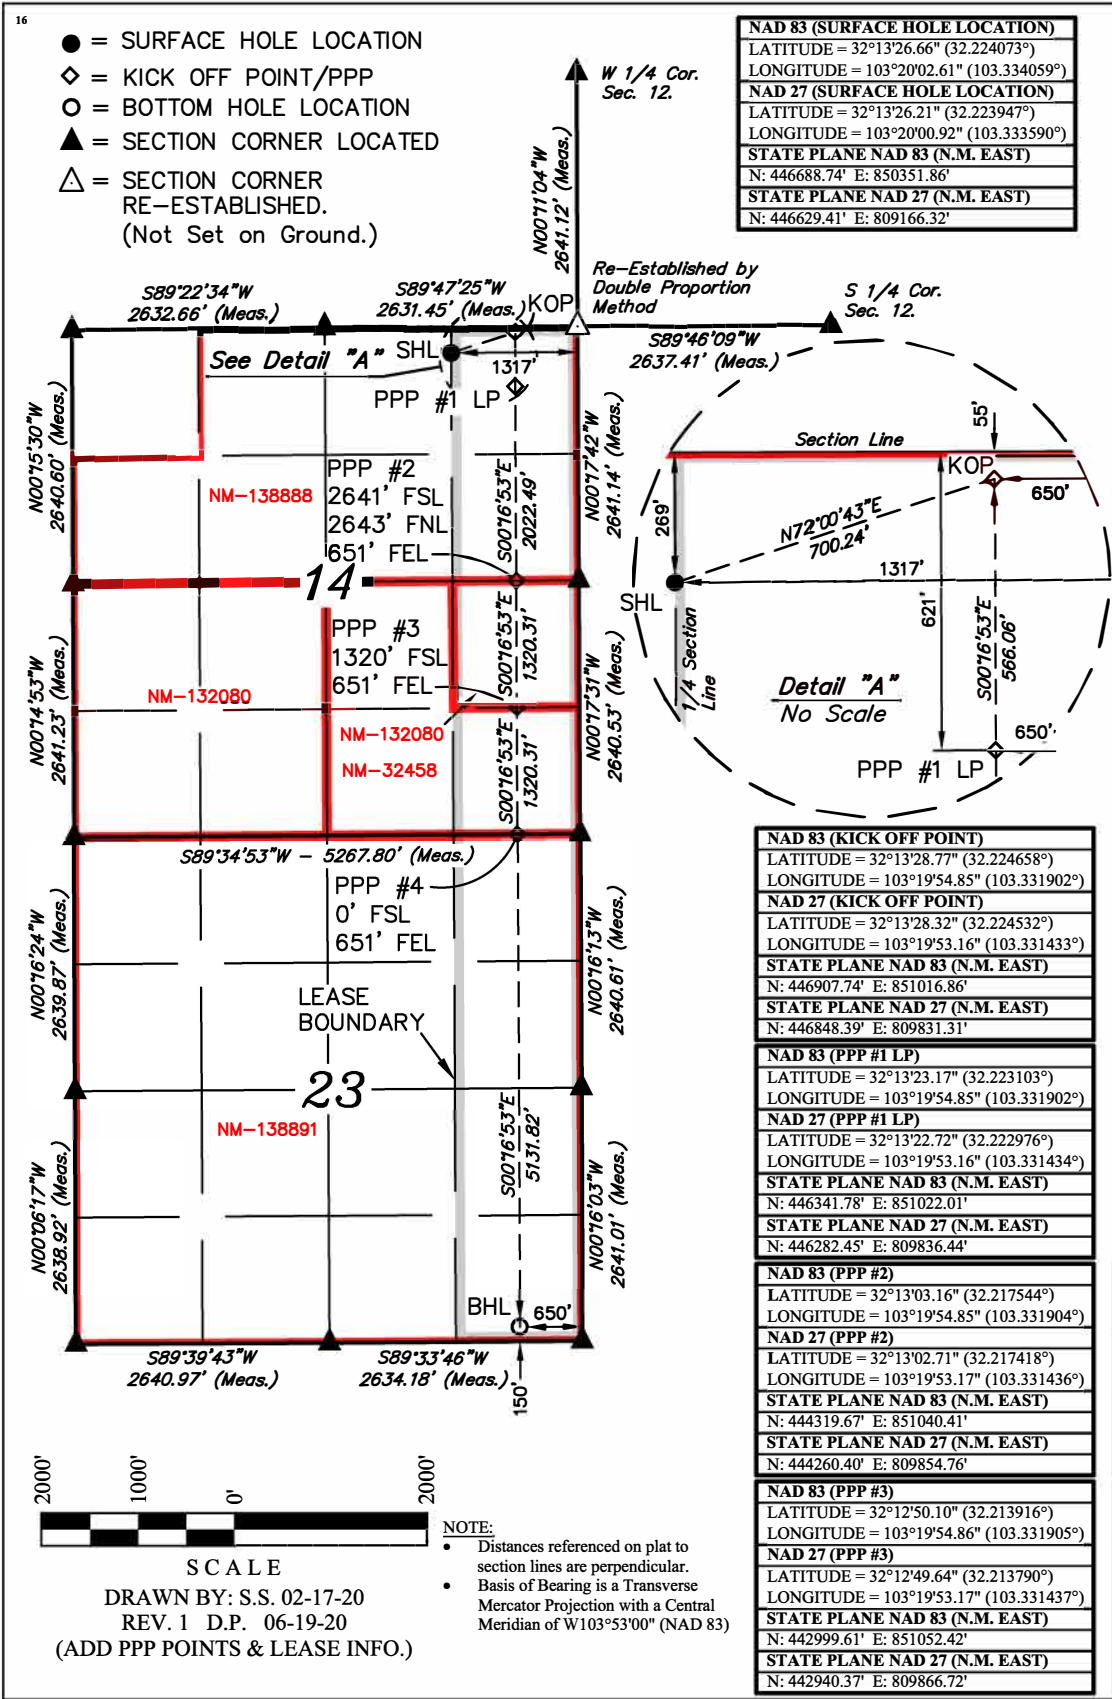 16
● = SURFACE HOLE LOCATION
◇ = KICK OFF POINT/PPP
○ = BOTTOM HOLE LOCATION
▲ = SECTION CORNER LOCATED
△ = SECTION CORNER
RE-ESTABLISHED.
(Not Set on Ground.)
W 1/4 Cor.
Sec. 12.
N00°11'04"W
2641.12' (Meas.)
NAD 83 (SURFACE HOLE LOCATION)
LATITUDE = 32°13'26.66" (32.224073°)
LONGITUDE = 103°20'02.61" (103.334059°)
NAD 27 (SURFACE HOLE LOCATION)
LATITUDE = 32°13'26.21" (32.223947°)
LONGITUDE = 103°20'00.92" (103.333590°)
STATE PLANE NAD 83 (N.M. EAST)
N: 446688.74' E: 850351.86'
STATE PLANE NAD 27 (N.M. EAST)
N: 446629.41' E: 809166.32'
S89°22'34"W
2632.66' (Meas.)
S89°47'25"W
2631.45' (Meas.)
KOP
Re-Established by
Double Proportion
Method
S 1/4 Cor.
Sec. 12.
S89°46'09"W
2637.41' (Meas.)
See Detail "A"
SHL
1317'
PPP #1 LP
N00°15'30"W
2640.60' (Meas.)
N00°17'42"W
2641.14' (Meas.)
S00°16'53"E
2022.49'
NM-138888
PPP #2
2641' FSL
2643' FNL
651' FEL
14
PPP #3
1320' FSL
651' FEL
S00°16'53"E
1320.31'
N00°14'53"W
2641.23' (Meas.)
NM-132080
NM-132080
NM-32458
S00°16'53"E
1320.31'
N00°17'31"W
2640.53' (Meas.)
S89°34'53"W – 5267.80' (Meas.)
PPP #4
0' FSL
651' FEL
N00°16'24"W
2639.87' (Meas.)
N00°16'13"W
2640.61' (Meas.)
LEASE
BOUNDARY
23
NM-138891
S00°16'53"E
5131.82'
N00°06'17"W
2638.92' (Meas.)
N00°16'03"W
2641.01' (Meas.)
BHL
650'
S89°39'43"W
2640.97' (Meas.)
S89°33'46"W
2634.18' (Meas.)
150'
Section Line
55'
KOP
650'
269'
N72°00'43"E
700.24'
1317'
SHL
621'
S00°16'53"E
566.06'
1/4 Section
Line
Detail "A"
No Scale
650'
PPP #1 LP
NAD 83 (KICK OFF POINT)
LATITUDE = 32°13'28.77" (32.224658°)
LONGITUDE = 103°19'54.85" (103.331902°)
NAD 27 (KICK OFF POINT)
LATITUDE = 32°13'28.32" (32.224532°)
LONGITUDE = 103°19'53.16" (103.331433°)
STATE PLANE NAD 83 (N.M. EAST)
N: 446907.74' E: 851016.86'
STATE PLANE NAD 27 (N.M. EAST)
N: 446848.39' E: 809831.31'
NAD 83 (PPP #1 LP)
LATITUDE = 32°13'23.17" (32.223103°)
LONGITUDE = 103°19'54.85" (103.331902°)
NAD 27 (PPP #1 LP)
LATITUDE = 32°13'22.72" (32.222976°)
LONGITUDE = 103°19'53.16" (103.331434°)
STATE PLANE NAD 83 (N.M. EAST)
N: 446341.78' E: 851022.01'
STATE PLANE NAD 27 (N.M. EAST)
N: 446282.45' E: 809836.44'
NAD 83 (PPP #2)
LATITUDE = 32°13'03.16" (32.217544°)
LONGITUDE = 103°19'54.85" (103.331904°)
NAD 27 (PPP #2)
LATITUDE = 32°13'02.71" (32.217418°)
LONGITUDE = 103°19'53.17" (103.331436°)
STATE PLANE NAD 83 (N.M. EAST)
N: 444319.67' E: 851040.41'
STATE PLANE NAD 27 (N.M. EAST)
N: 444260.40' E: 809854.76'
NAD 83 (PPP #3)
LATITUDE = 32°12'50.10" (32.213916°)
LONGITUDE = 103°19'54.86" (103.331905°)
NAD 27 (PPP #3)
LATITUDE = 32°12'49.64" (32.213790°)
LONGITUDE = 103°19'53.17" (103.331437°)
STATE PLANE NAD 83 (N.M. EAST)
N: 442999.61' E: 851052.42'
STATE PLANE NAD 27 (N.M. EAST)
N: 442940.37' E: 809866.72'
2000'
1000'
0'
2000'
SCALE
DRAWN BY: S.S. 02-17-20
REV. 1 D.P. 06-19-20
(ADD PPP POINTS & LEASE INFO.)
NOTE:
• Distances referenced on plat to
section lines are perpendicular.
• Basis of Bearing is a Transverse
Mercator Projection with a Central
Meridian of W103°53'00" (NAD 83)